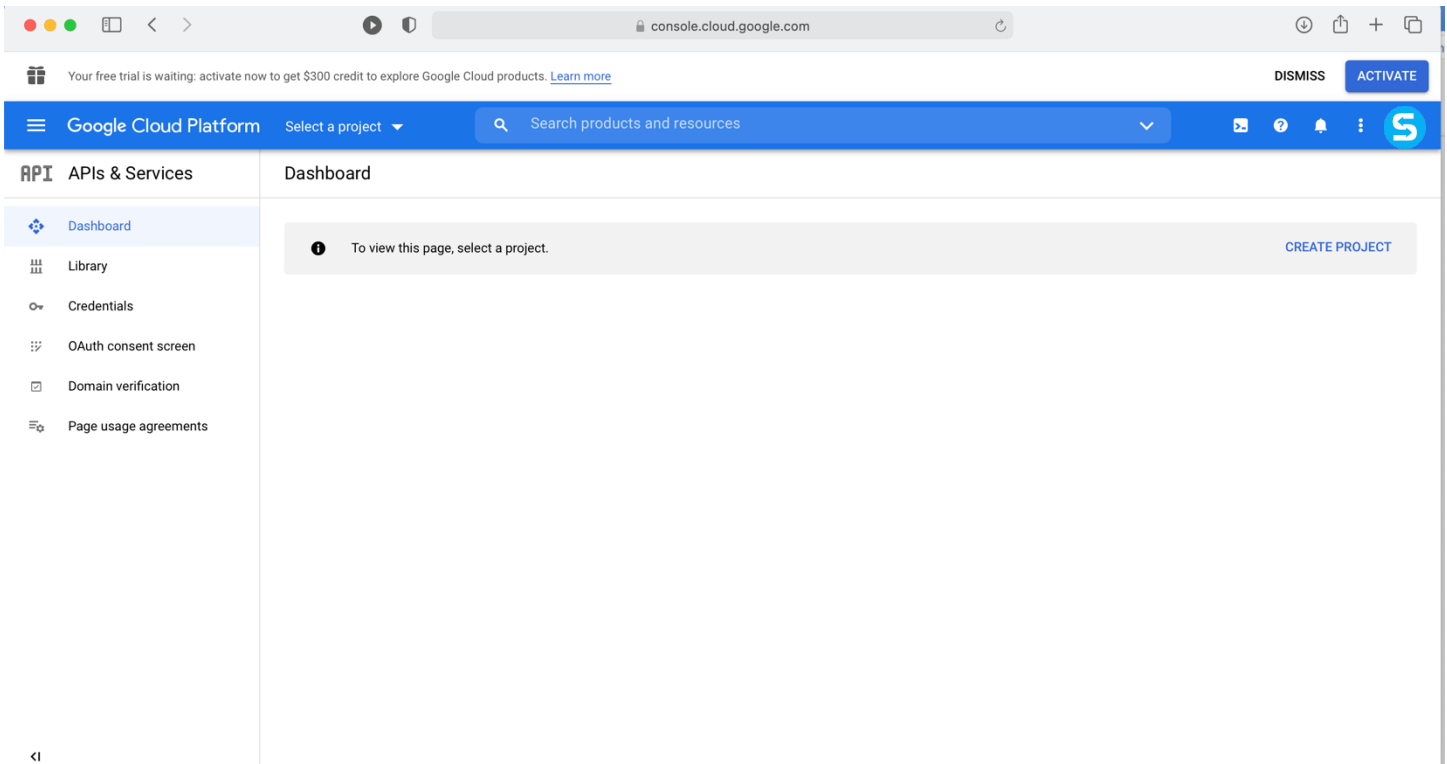 console.cloud.google.com
Your free trial is waiting: activate now to get $300 credit to explore Google Cloud products. Learn more
DISMISS
ACTIVATE
Google Cloud Platform
Select a project
Search products and resources
S
API APIs & Services
Dashboard
Dashboard
Library
Credentials
OAuth consent screen
Domain verification
Page usage agreements
To view this page, select a project.
CREATE PROJECT